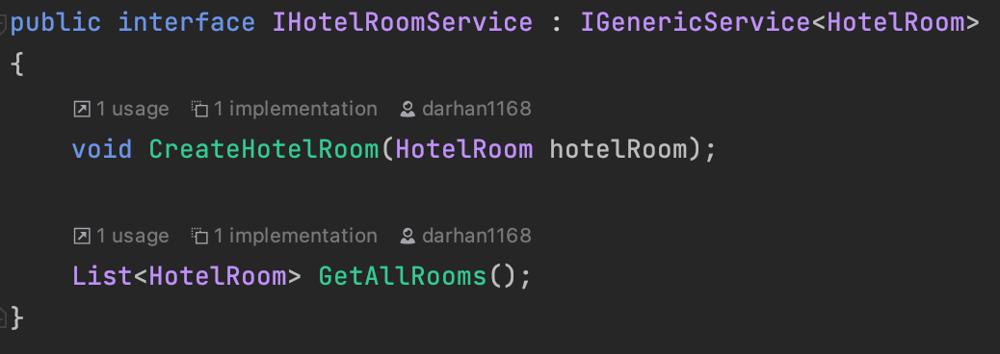 public interface IHotelRoomService : IGenericService<HotelRoom>
{
1 usage 1 implementation darhan1168
void CreateHotelRoom(HotelRoom hotelRoom);
1 usage 1 implementation darhan1168
List<HotelRoom> GetAllRooms();
}